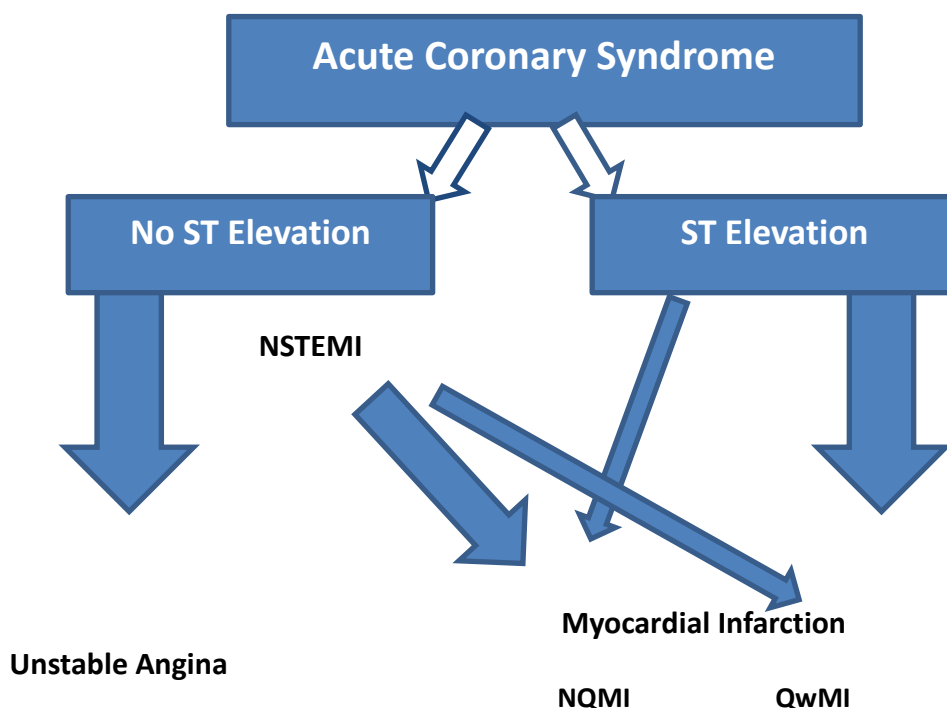 Acute Coronary Syndrome
No ST Elevation
ST Elevation
NSTEMI
Myocardial Infarction
Unstable Angina
NQMI
QwMI